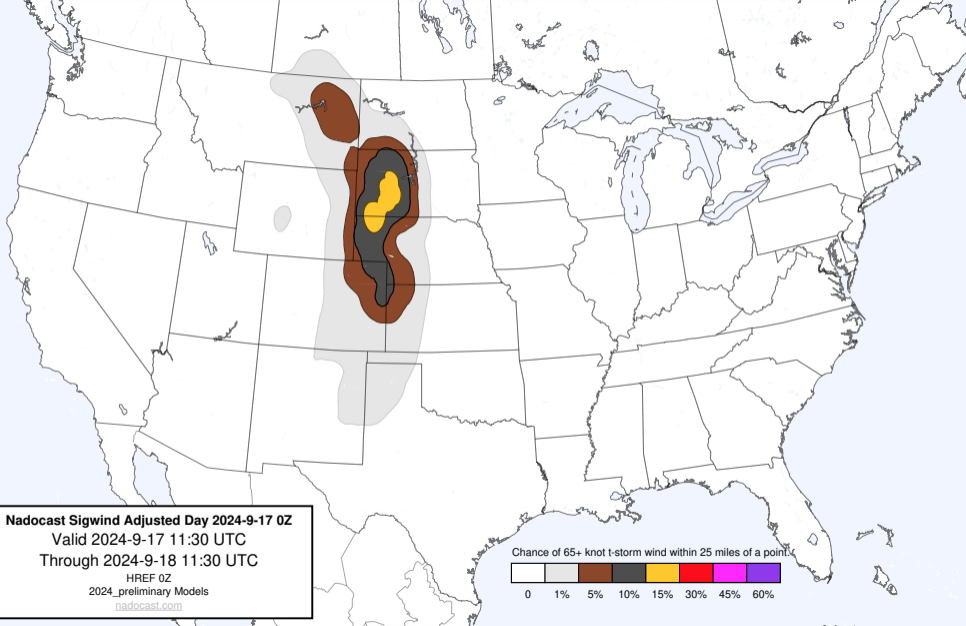 Nadocast Sigwind Adjusted Day 2024-9-17 0Z
Valid 2024-9-17 11:30 UTC
Through 2024-9-18 11:30 UTC
HREF 0Z
2024_preliminary Models
nadocast.com
Chance of 65+ knot t-storm wind within 25 miles of a point.
0 1% 5% 10% 15% 30% 45% 60%